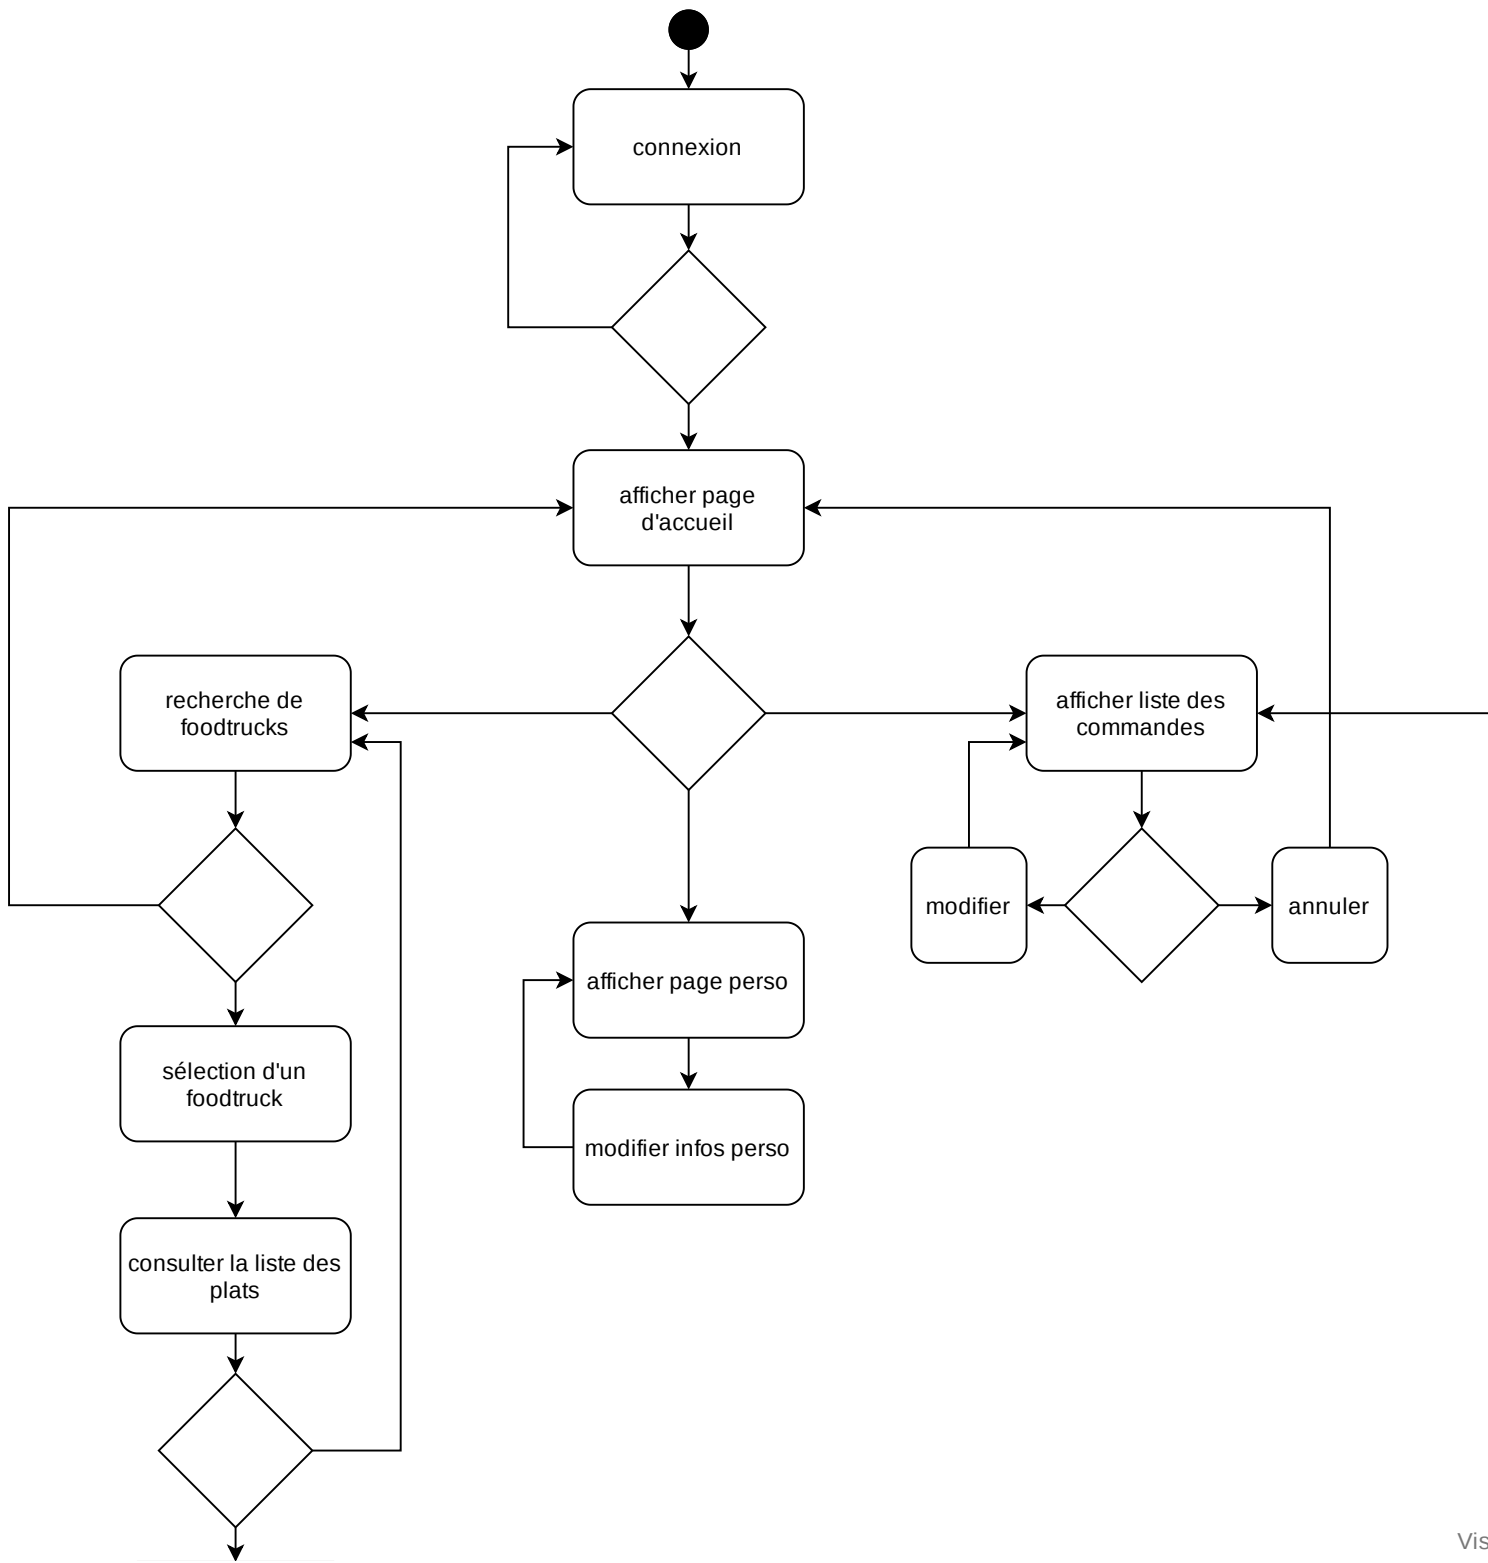 connexion
afficher page
d'accueil
recherche de
foodtrucks
afficher liste des
commandes
modifier
annuler
afficher page perso
sélection d'un
foodtruck
modifier infos perso
consulter la liste des
plats
Vis